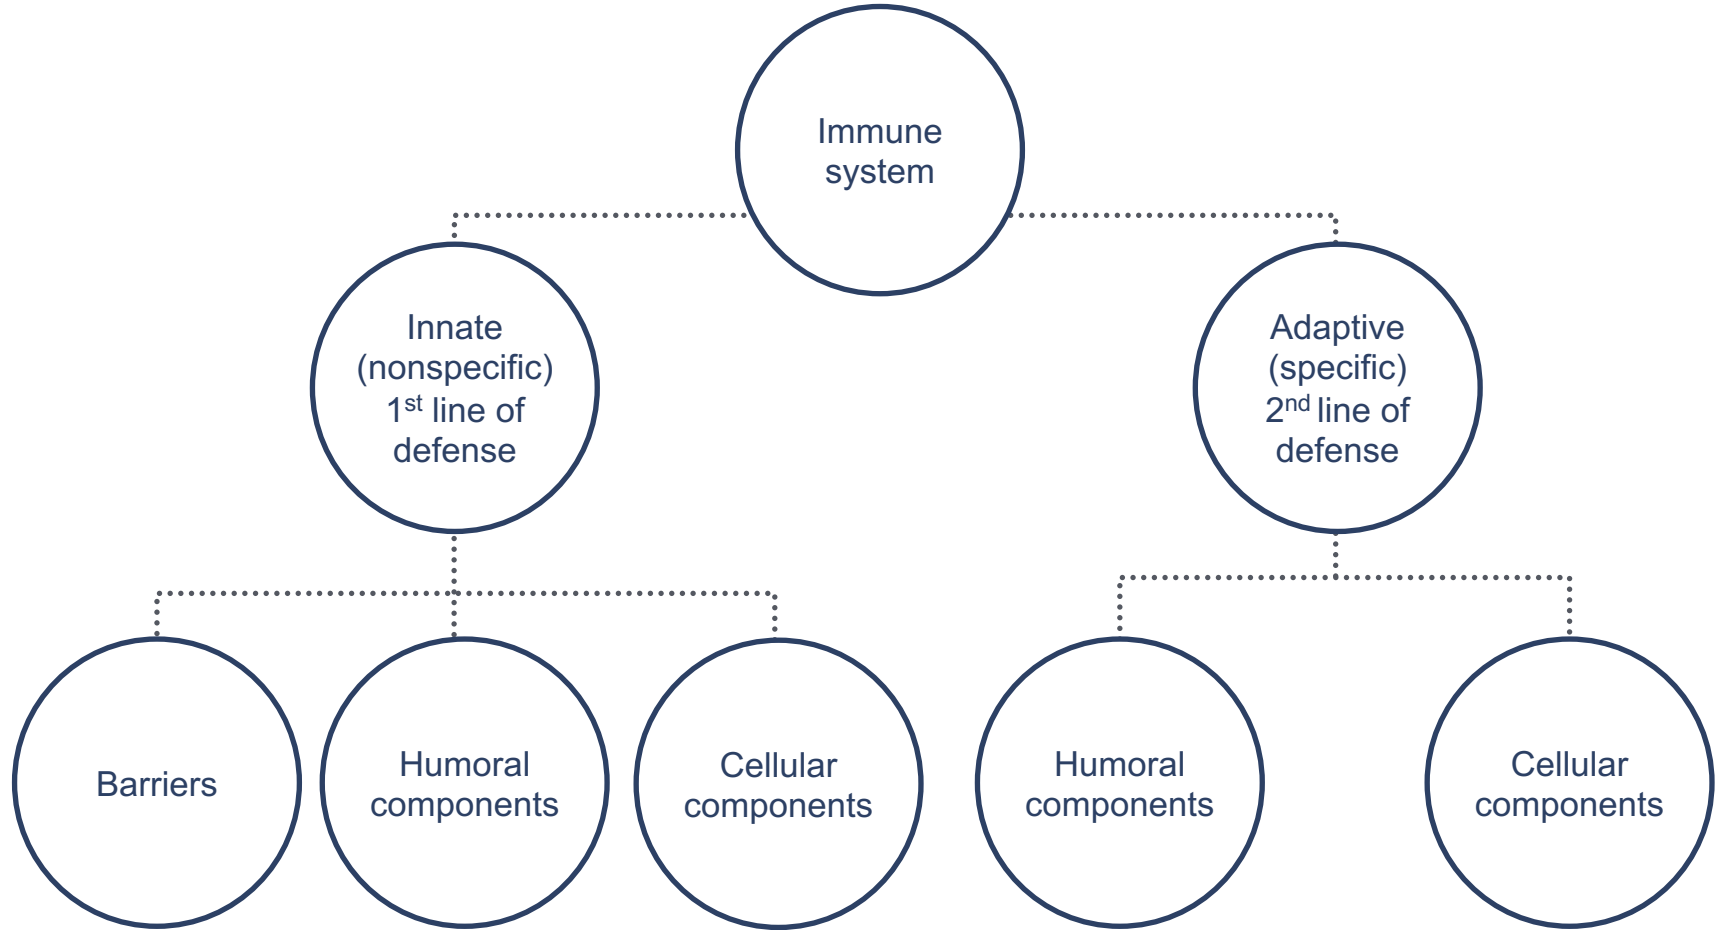 Immune
system
Innate
(nonspecific)
1st line of
defense
Adaptive
(specific)
2nd line of
defense
Barriers
Humoral
components
Cellular
components
Humoral
components
Cellular
components